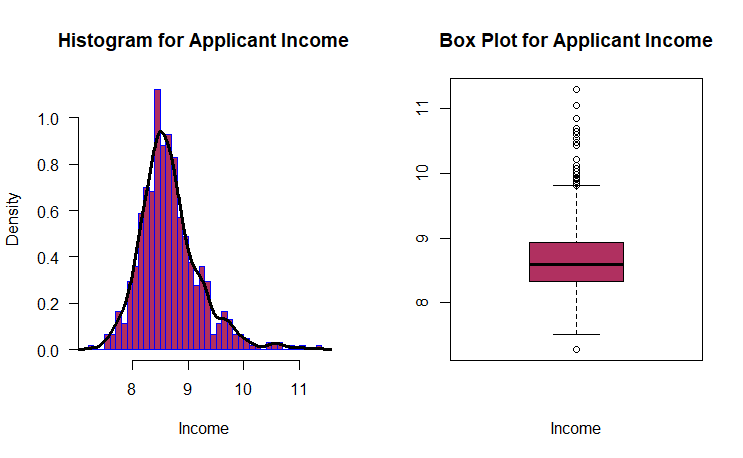 Histogram for Applicant Income
Density
1.0
0.8
0.6
0.4
0.2
0.0
8 9 10 11
Income
Box Plot for Applicant Income
11
10
9
8
Income